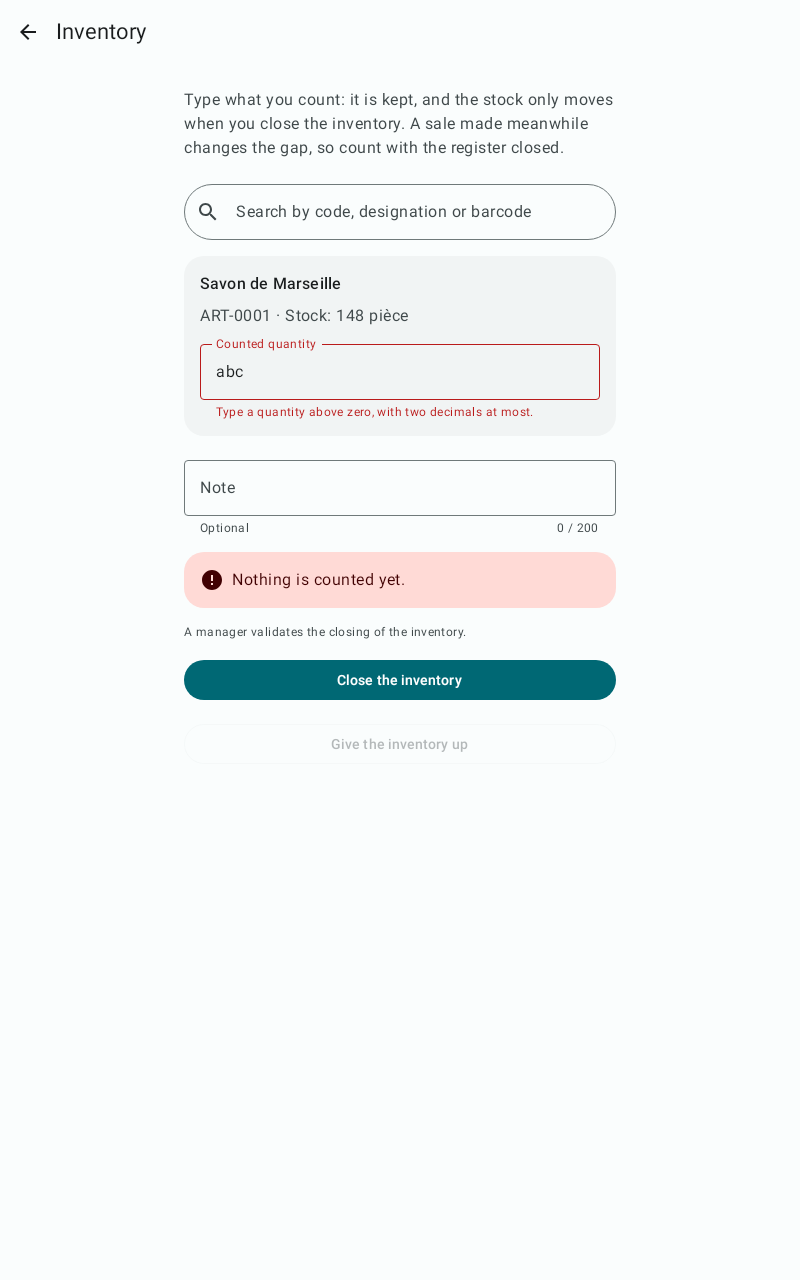 Inventory
Type what you count: it is kept, and the stock only moves
when you close the inventory. A sale made meanwhile
changes the gap, so count with the register closed.
Search by code, designation or barcode
Savon de Marseille
ART-0001 · Stock: 148 pièce
Counted quantity
abc
Type a quantity above zero, with two decimals at most.
Note
Optional 0 / 200
Nothing is counted yet.
A manager validates the closing of the inventory.
Close the inventory
Give the inventory up